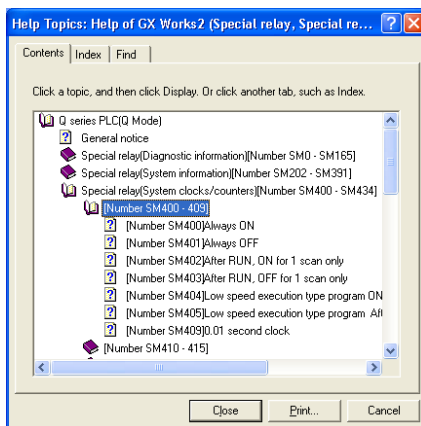 Help Topics: Help of GX Works2 (Special relay, Special re...
Contents Index Find
Click a topic, and then click Display. Or click another tab, such as Index.
Q series PLC(Q Mode)
General notice
Special relay(Diagnostic information)[Number SM0 - SM165]
Special relay(System information)[Number SM202 - SM391]
Special relay(System clocks/counters)[Number SM400 - SM434]
[Number SM400 - 409]
[Number SM400]Always ON
[Number SM401]Always OFF
[Number SM402]After RUN, ON for 1 scan only
[Number SM403]After RUN, OFF for 1 scan only
[Number SM404]Low speed execution type program ON
[Number SM405]Low speed execution type program Aft
[Number SM409]0.01 second clock
[Number SM410 - 415]
Close Print... Cancel